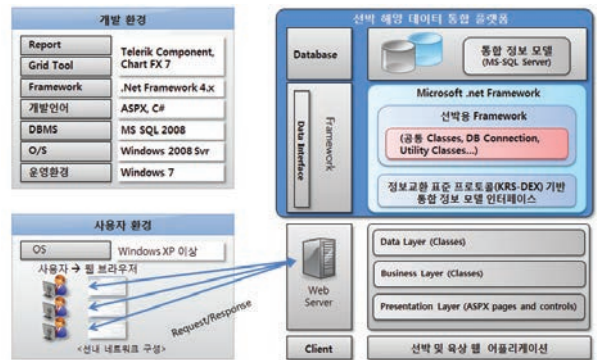 개발 환경
Report
Grid Tool
Telerik Component,
Chart FX 7
Framework
.Net Framework 4.x
개발언어
ASPX, C#
DBMS
MS SQL 2008
O/S
Windows 2008 Svr
운영환경
Windows 7
사용자 환경
OS
Windows XP 이상
사용자 → 웹 브라우저
Request/Response
<선내 네트워크 구성>
선박 해양 데이터 통합 플랫폼
Database
통합 정보 모델
(MS-SQL Server)
Data Interface
Framework
Microsoft .net Framework
선박용 Framework
(공통 Classes, DB Connection,
Utility Classes...)
정보교환 표준 프로토콜(KRS-DEX) 기반
통합 정보 모델 인터페이스
Web
Server
Data Layer (Classes)
Business Layer (Classes)
Presentation Layer (ASPX pages and controls)
Client
선박 및 육상 웹 어플리케이션